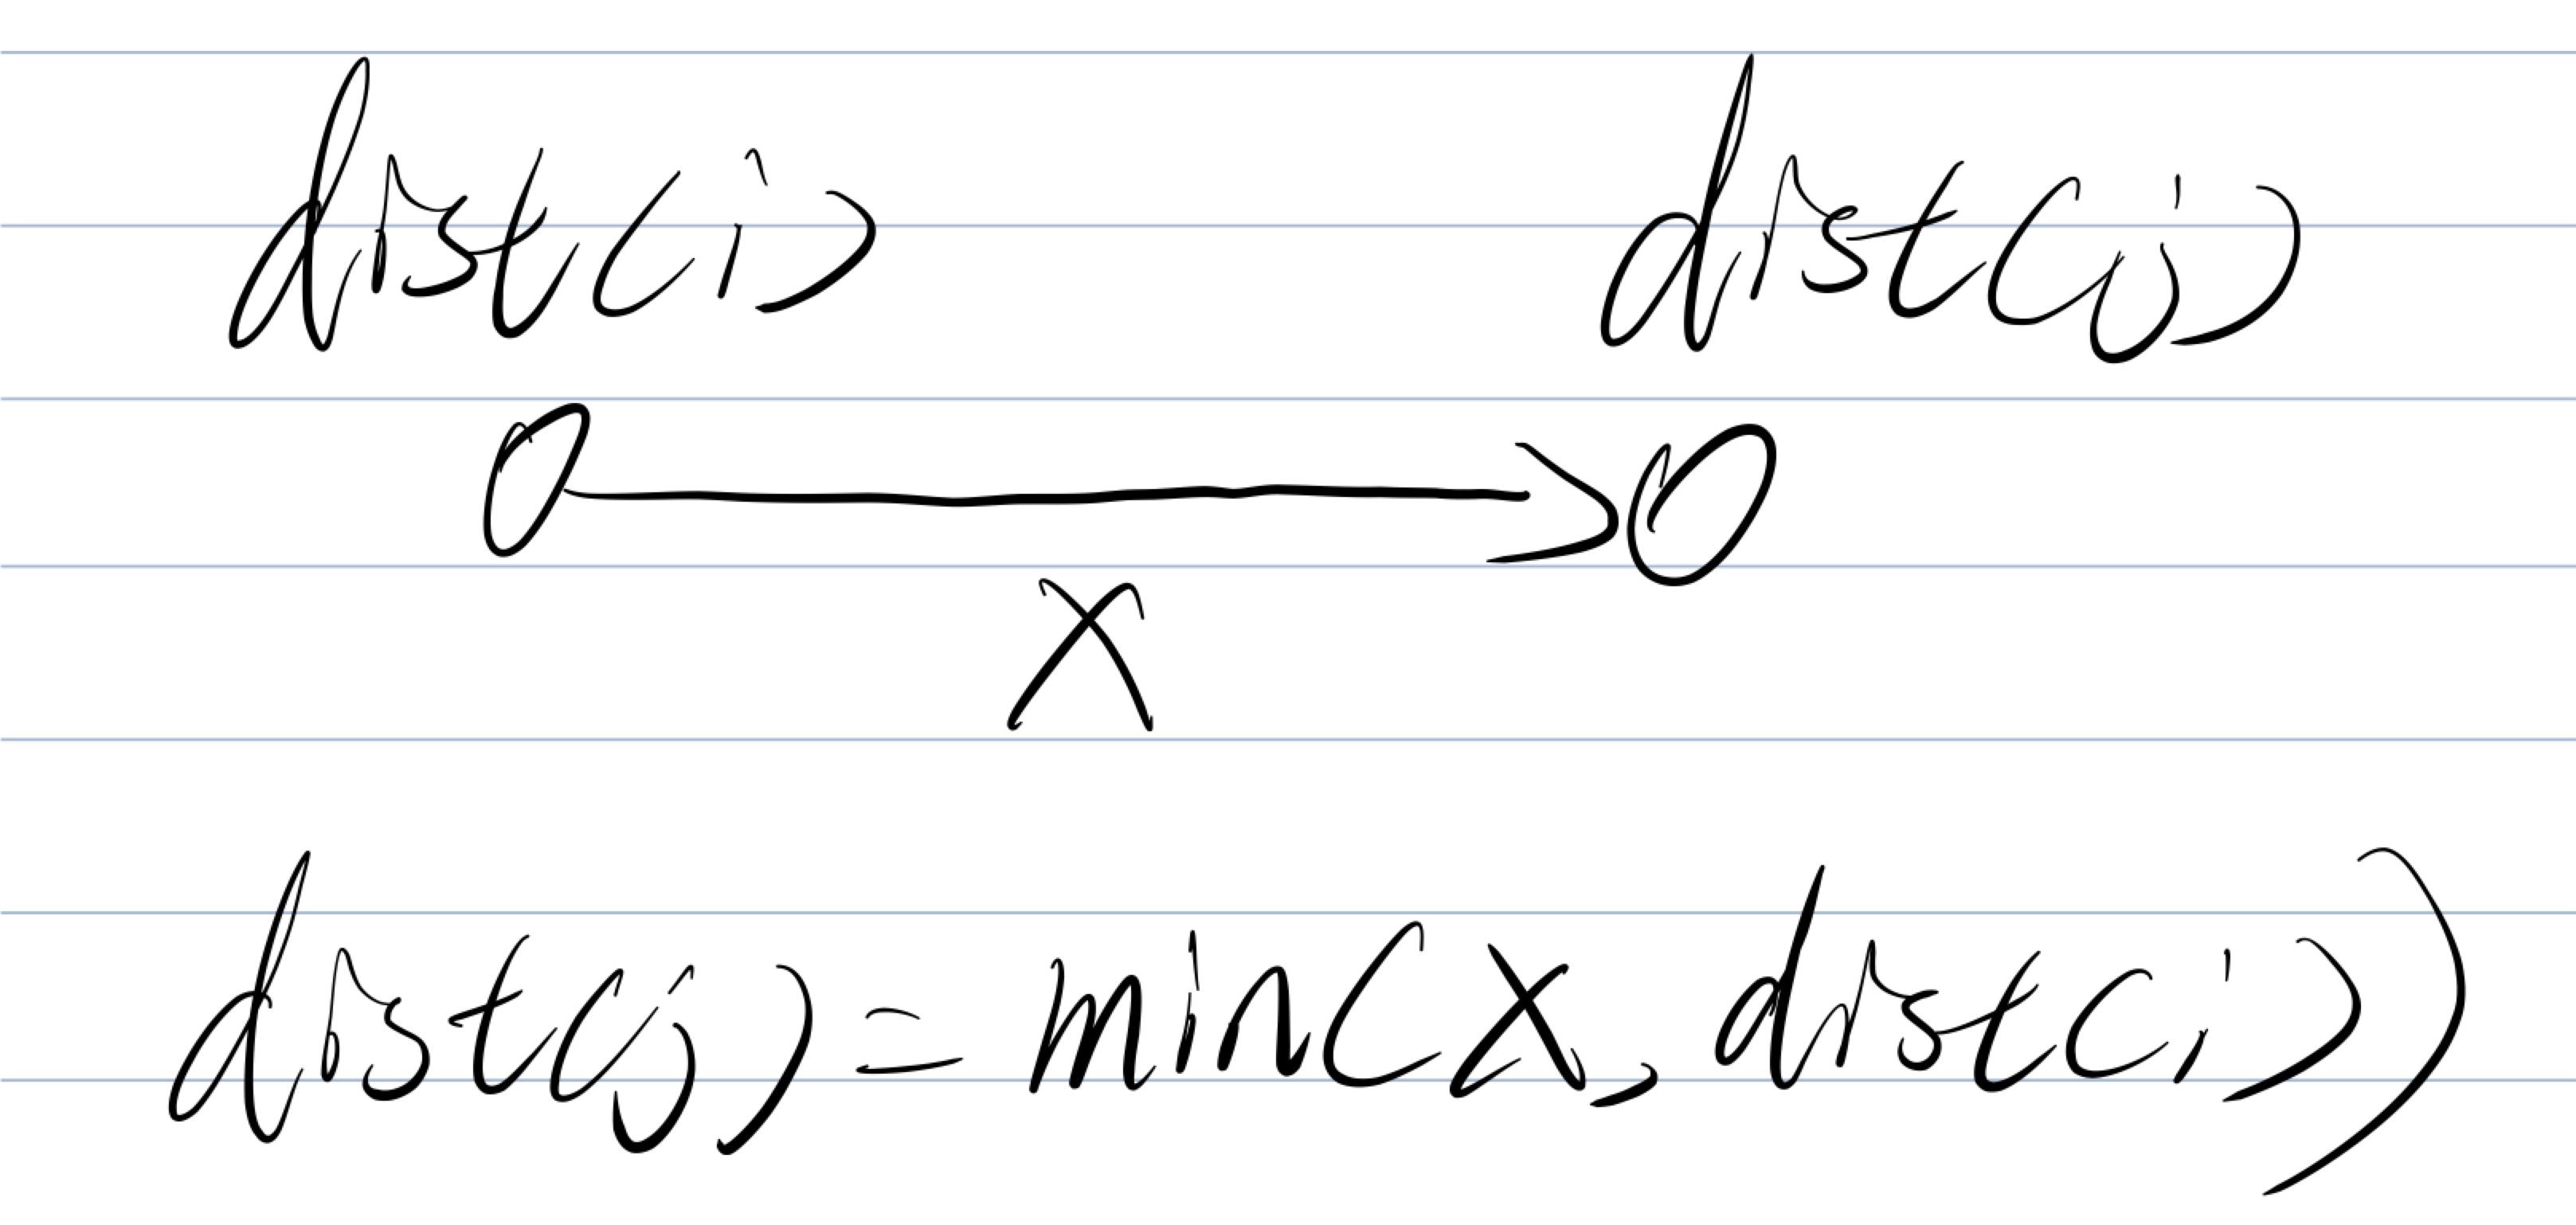 dist(i) dist(j)
x
dist(j) = min(x, dist(i))